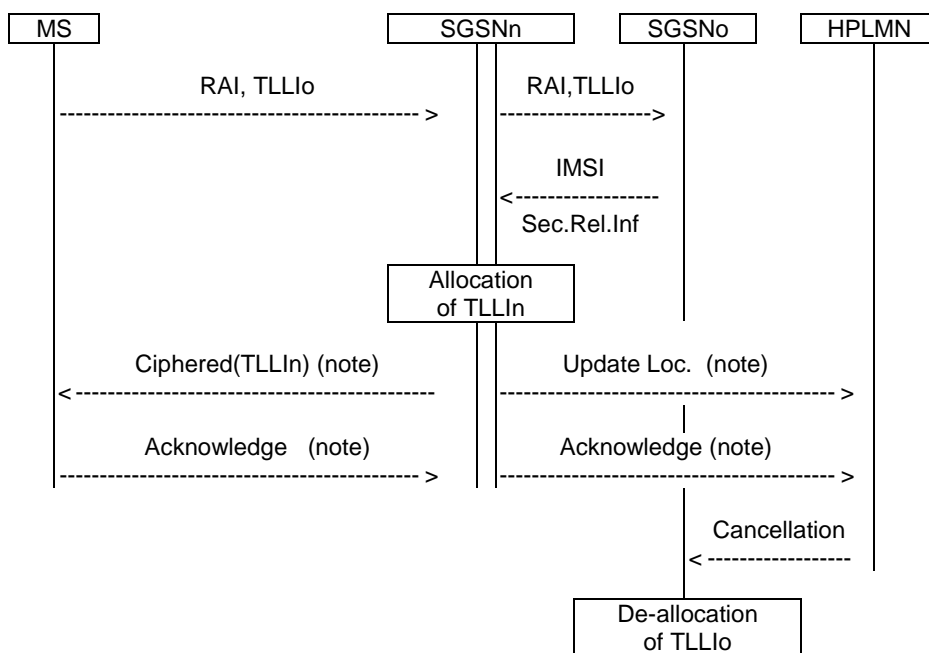 MS SGSNn SGSNo HPLMN
RAI, TLLIo RAI,TLLIo
IMSI
Sec.Rel.Inf
Allocation
of TLLIn
Ciphered(TLLIn) (note) Update Loc. (note)
Acknowledge (note) Acknowledge (note)
Cancellation
De-allocation
of TLLIo